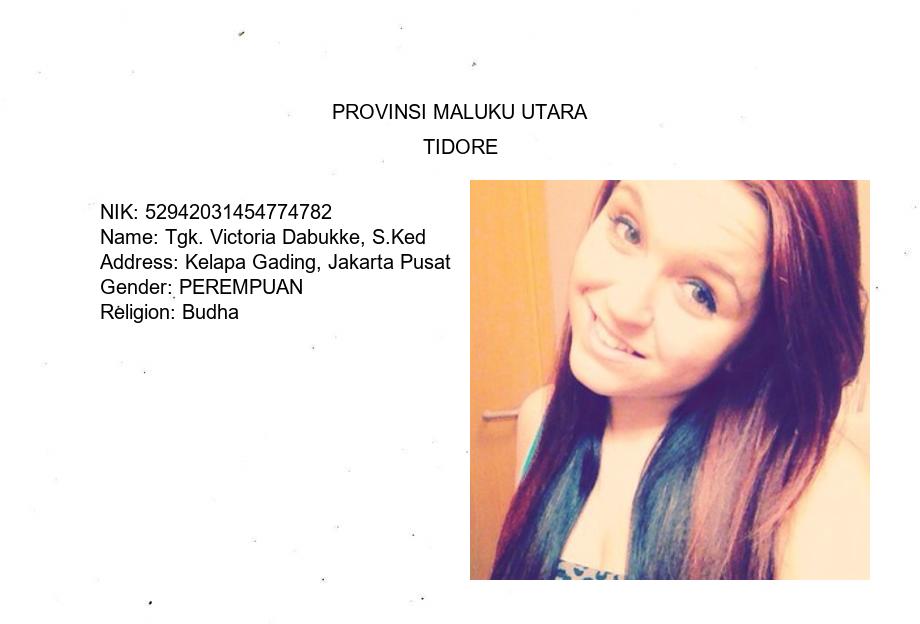 PROVINSI MALUKU UTARA
TIDORE
NIK: 52942031454774782
Name: Tgk. Victoria Dabukke, S.Ked
Address: Kelapa Gading, Jakarta Pusat
Gender: PEREMPUAN
Religion: Budha